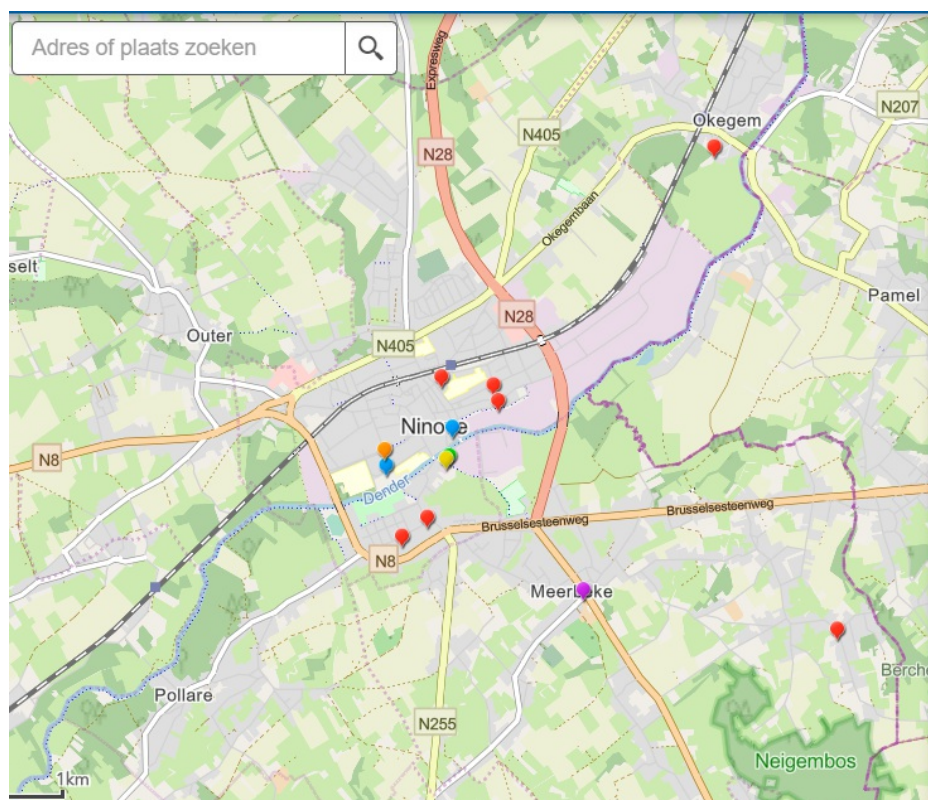 Adres of plaats zoeken
Expresweg
N207
Okegem
N405
N28
Okegembaan
selt
Pamel
N28
Outer
N405
Ninove
N8
Dender
Brusselsesteenweg
Brusselsesteenweg
N8
Meerbeke
Berche
Pollare
N255
Neigembos
1km